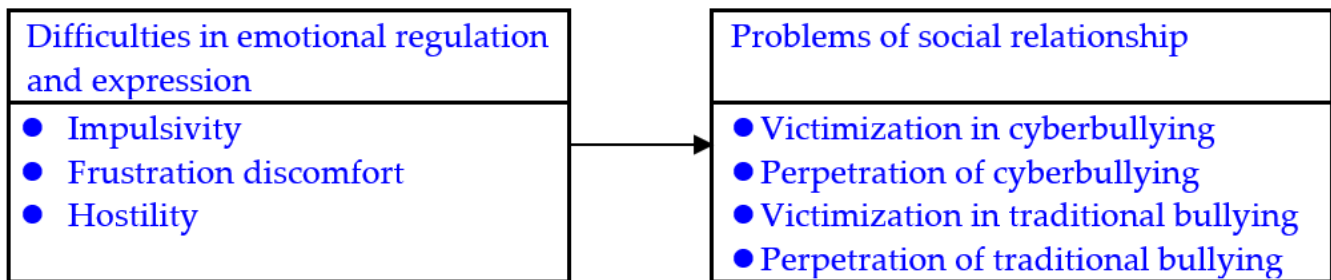 Difficulties in emotional regulation
and expression
● Impulsivity
● Frustration discomfort
● Hostility
Problems of social relationship
● Victimization in cyberbullying
● Perpetration of cyberbullying
● Victimization in traditional bullying
● Perpetration of traditional bullying